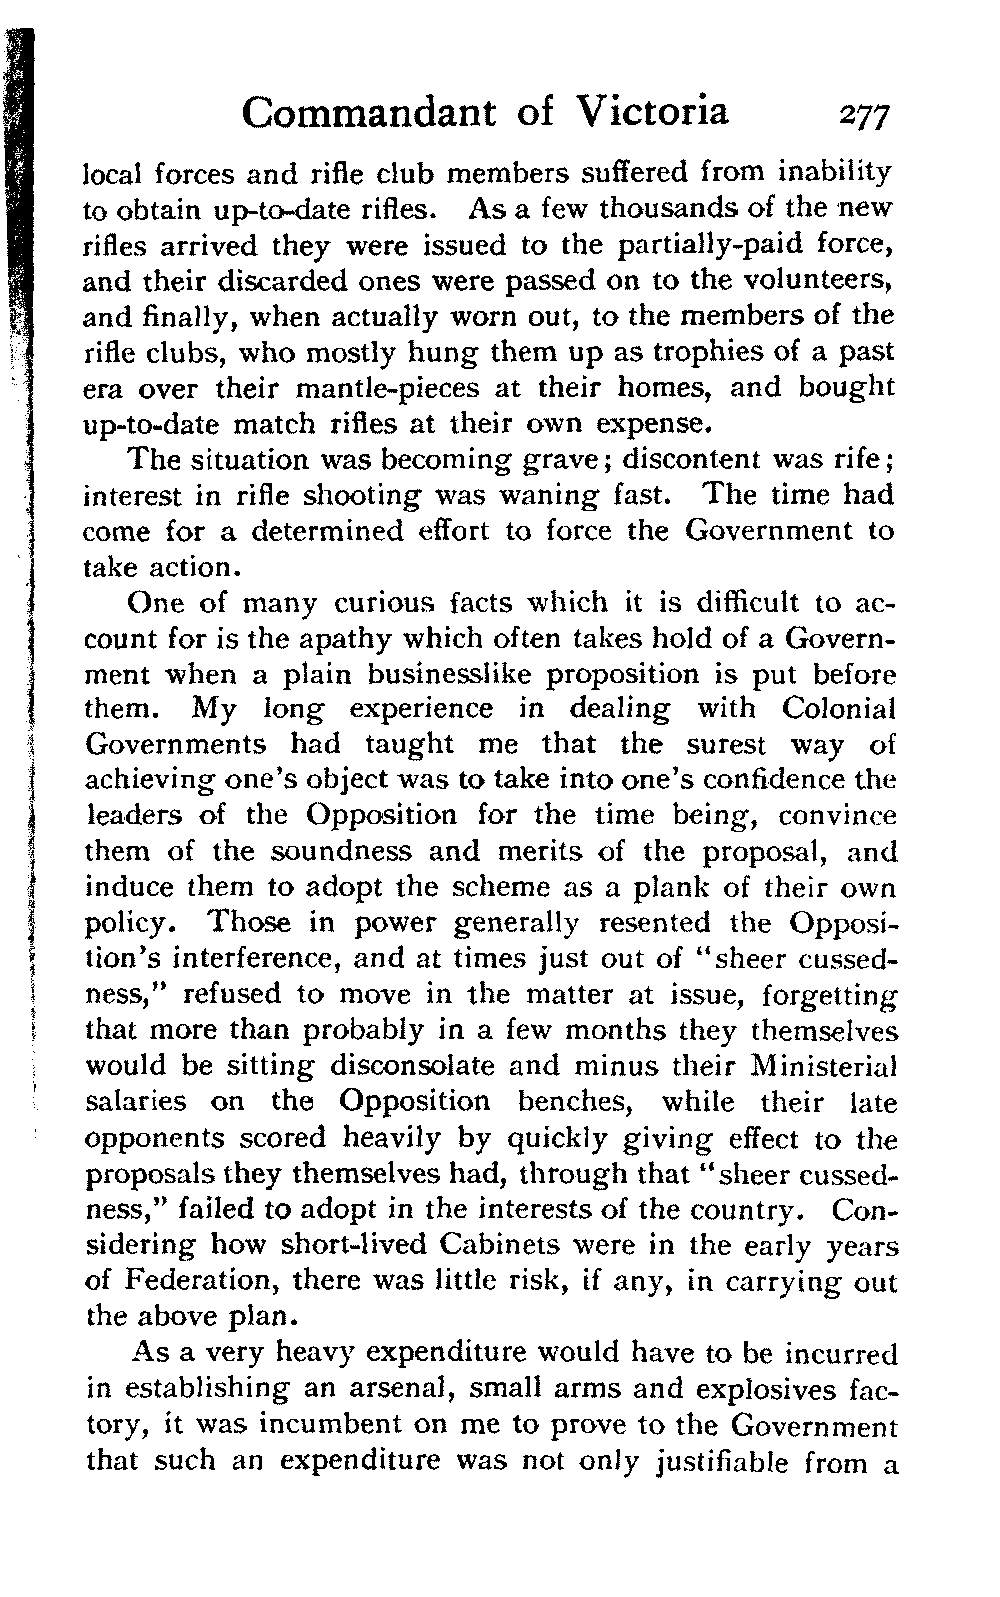 Commandant of Victoria 277
local forces and rifle club members suffered from inability
to obtain up-to-date rifles. As a few thousands of the new
rifles arrived they were issued to the partially-paid force,
and their discarded ones were passed on to the volunteers,
and finally, when actually worn out, to the members of the
rifle clubs, who mostly hung them up as trophies of a past
era over their mantle-pieces at their homes, and bought
up-to-date match rifles at their own expense.
The situation was becoming grave; discontent was rife;
interest in rifle shooting was waning fast. The time had
come for a determined effort to force the Government to
take action.
One of many curious facts which it is difficult to ac-
count for is the apathy which often takes hold of a Govern-
ment when a plain businesslike proposition is put before
them. My long experience in dealing with Colonial
Governments had taught me that the surest way of
achieving one's object was to take into one's confidence the
leaders of the Opposition for the time being, convince
them of the soundness and merits of the proposal, and
induce them to adopt the scheme as a plank of their own
policy. Those in power generally resented the Opposi-
tion's interference, and at times just out of "sheer cussed-
ness," refused to move in the matter at issue, forgetting
that more than probably in a few months they themselves
would be sitting disconsolate and minus their Ministerial
salaries on the Opposition benches, while their late
opponents scored heavily by quickly giving effect to the
proposals they themselves had, through that "sheer cussed-
ness," failed to adopt in the interests of the country. Con-
sidering how short-lived Cabinets were in the early years
of Federation, there was little risk, if any, in carrying out
the above plan.
As a very heavy expenditure would have to be incurred
in establishing an arsenal, small arms and explosives fac-
tory, it was incumbent on me to prove to the Government
that such an expenditure was not only justifiable from a